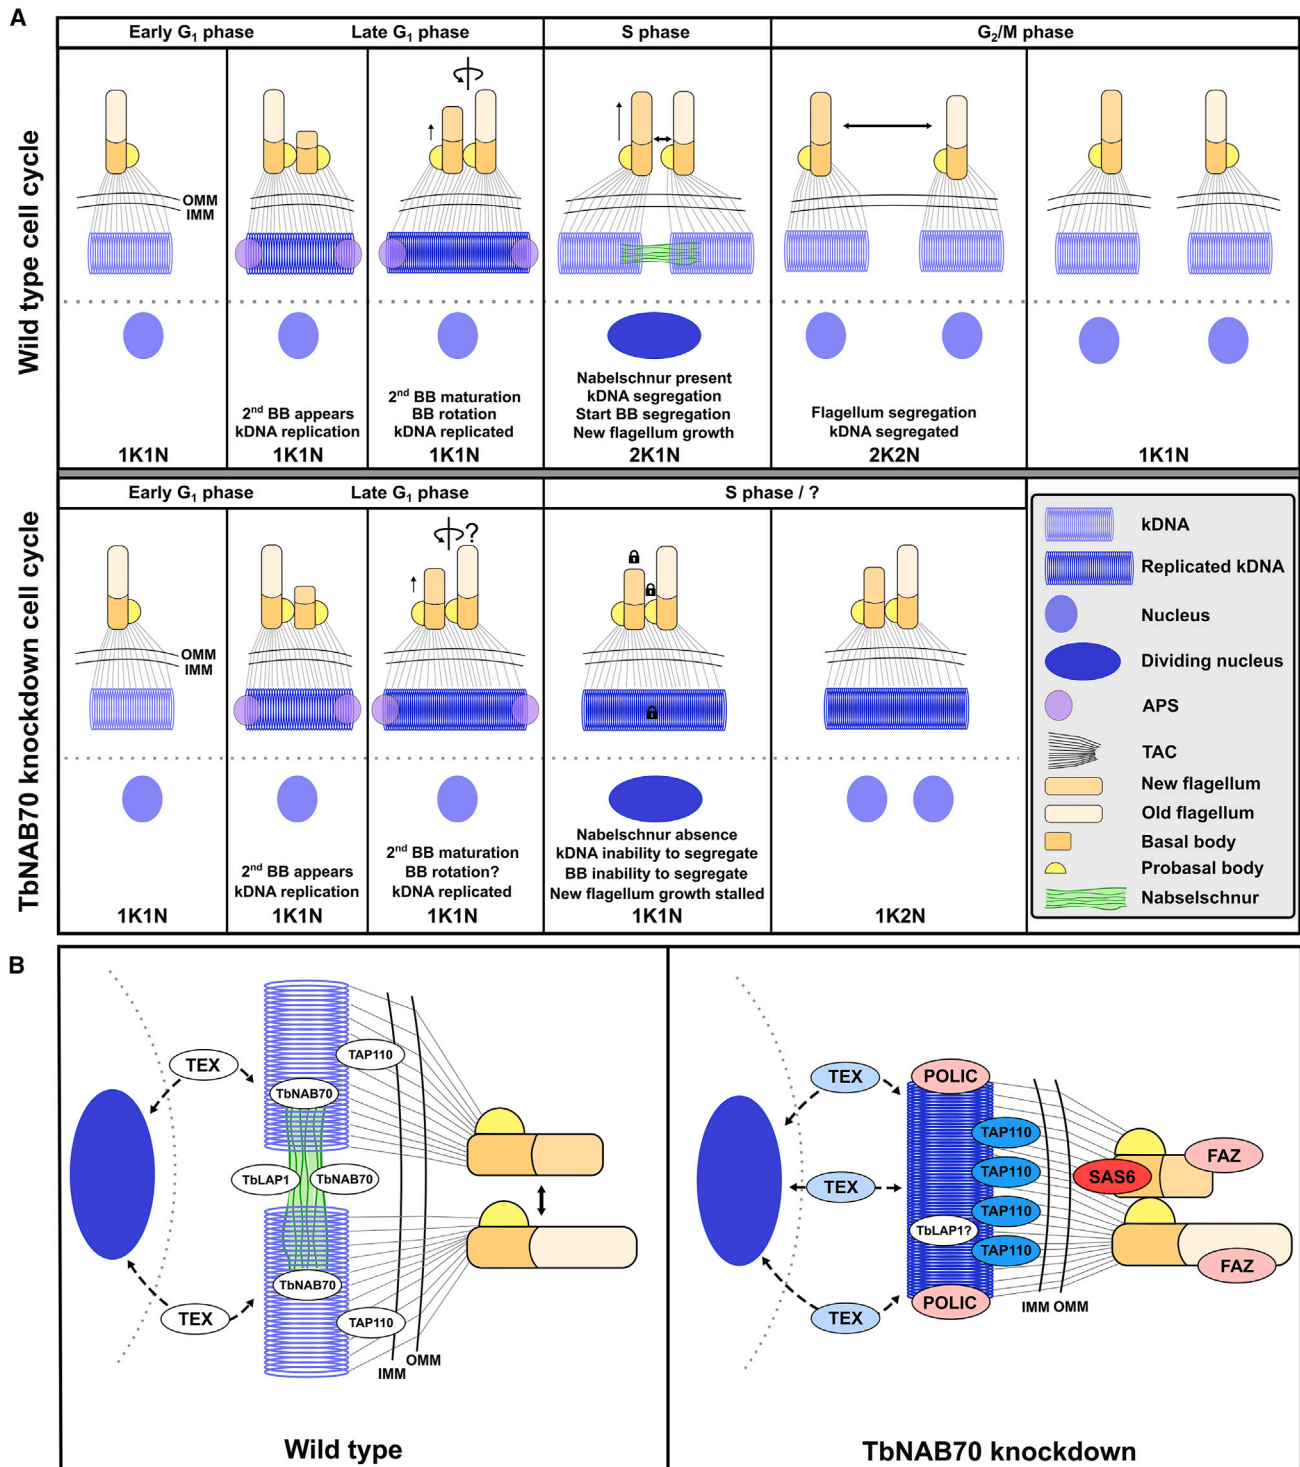 A
Wild type cell cycle
Early G₁ phase
Late G₁ phase
S phase
G₂/M phase
OMM
IMM
1K1N
2nd BB appears
kDNA replication
1K1N
2nd BB maturation
BB rotation
kDNA replicated
1K1N
Nabelschnur present
kDNA segregation
Start BB segregation
New flagellum growth
2K1N
Flagellum segregation
kDNA segregated
2K2N
1K1N
TbNAB70 knockdown cell cycle
Early G₁ phase
Late G₁ phase
S phase / ?
OMM
IMM
1K1N
2nd BB appears
kDNA replication
1K1N
?
2nd BB maturation
BB rotation?
kDNA replicated
1K1N
Nabelschnur absence
kDNA inability to segregate
BB inability to segregate
New flagellum growth stalled
1K1N
1K2N
kDNA
Replicated kDNA
Nucleus
Dividing nucleus
APS
TAC
New flagellum
Old flagellum
Basal body
Probasal body
Nabselschnur
B
TEX
TAP110
TbNAB70
TbLAP1
TbNAB70
TbNAB70
TEX
TAP110
OMM
IMM
Wild type
TEX
POLIC
TAP110
FAZ
TEX
TAP110
SAS6
TAP110
TbLAP1?
TAP110
FAZ
TEX
POLIC
IMM OMM
TbNAB70 knockdown